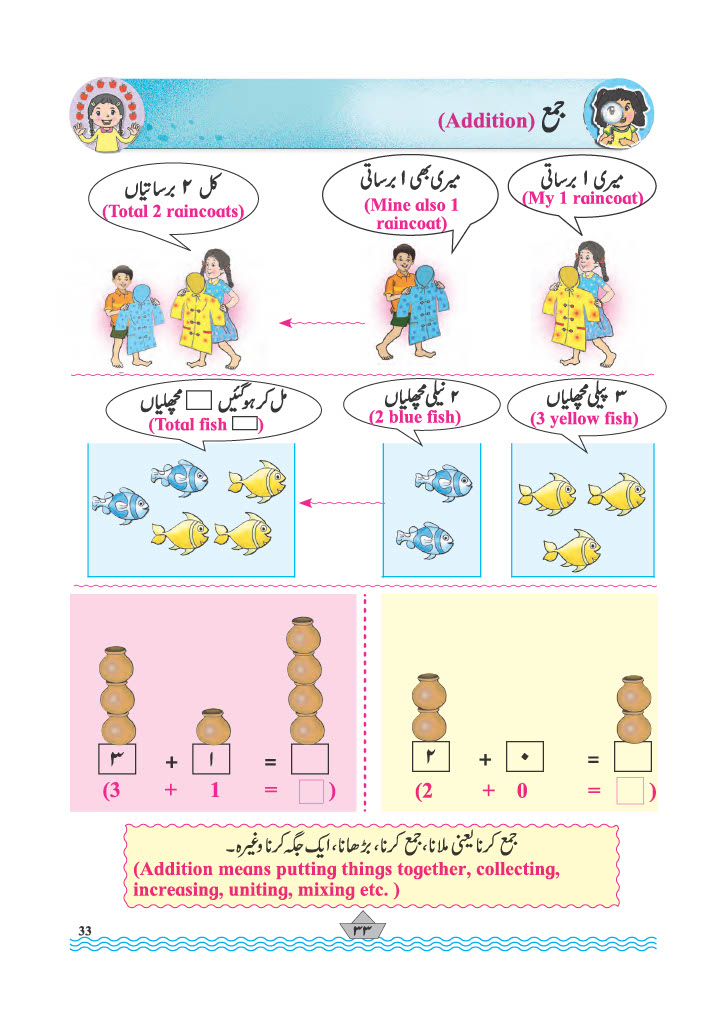 جمع (Addition)
میری ۱ برساتی
(My 1 raincoat)
میری بھی ۱ برساتی
(Mine also 1
raincoat)
کل ۲ برساتیاں
(Total 2 raincoats)
۳ پیلی مچھلیاں
(3 yellow fish)
۲ نیلی مچھلیاں
(2 blue fish)
مل کر ہوگئیں □ مچھلیاں
(Total fish □)
۳ + ۱ = □
(3 + 1 = □)
۲ + ۰ = □
(2 + 0 = □)
جمع کرنا یعنی ملانا، جمع کرنا، بڑھانا، ایک جگہ کرنا وغیرہ۔
(Addition means putting things together, collecting,
increasing, uniting, mixing etc. )
33
۳۳